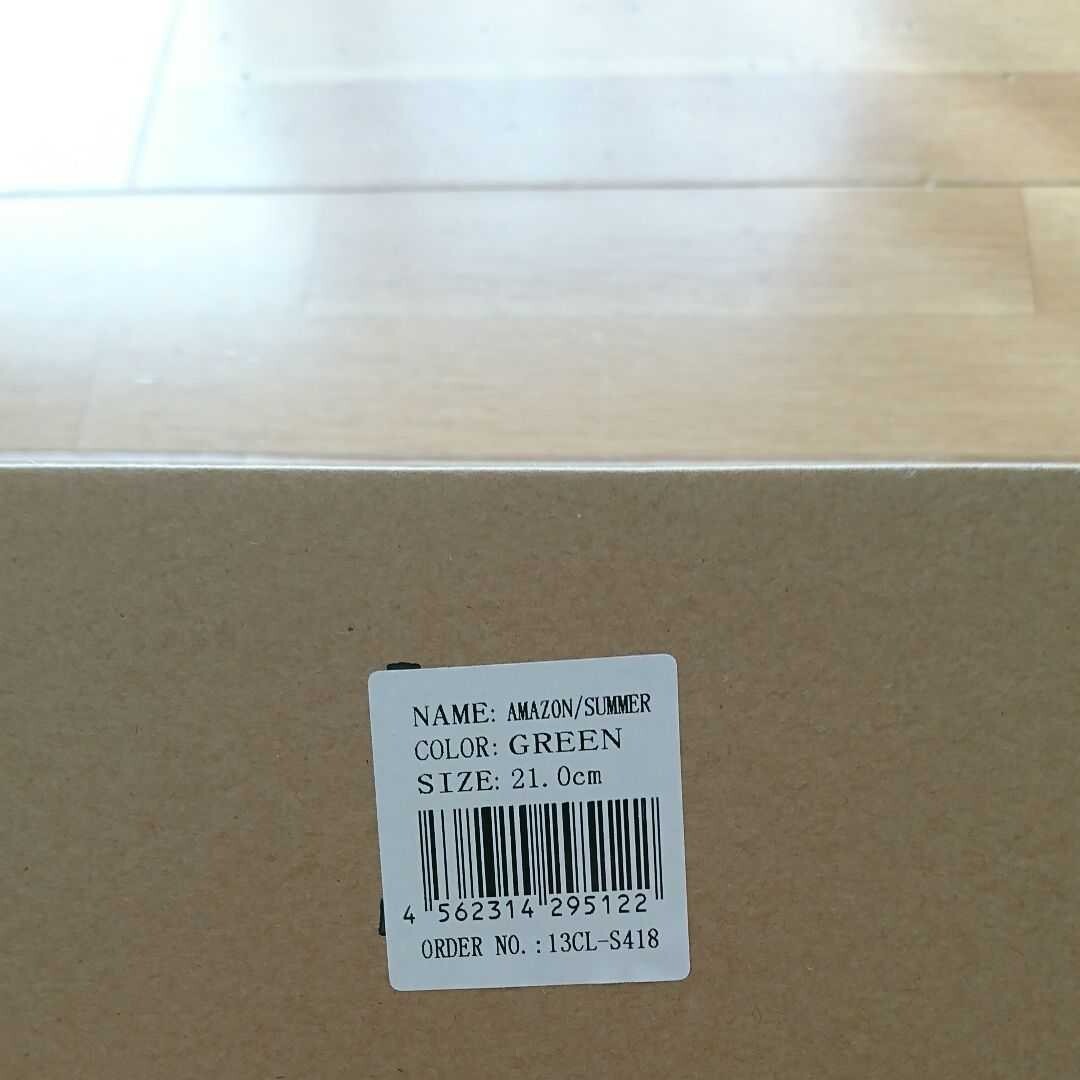 NAME: AMAZON/SUMMER
COLOR: GREEN
SIZE: 21.0cm
4 562314 295122
ORDER NO.:13CL-S418